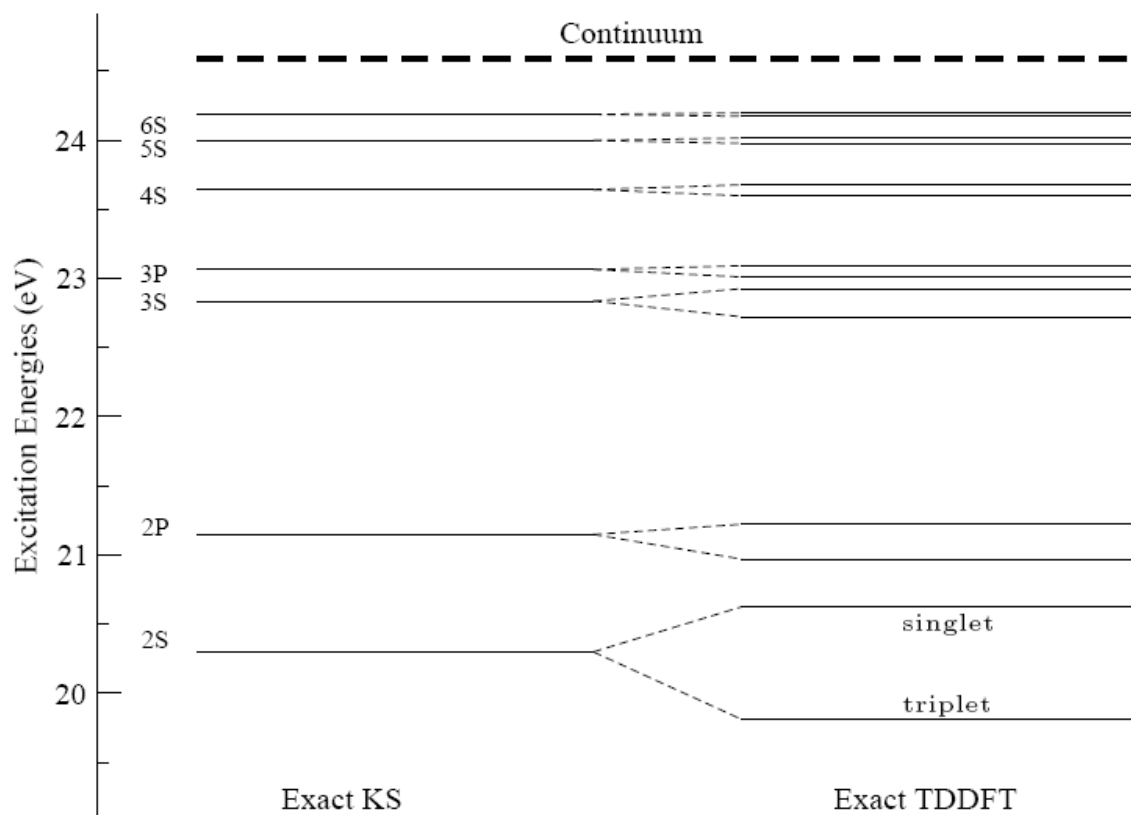 Continuum
6S
24
5S
4S
3P
23
3S
Excitation Energies (eV)
22
2P
21
singlet
2S
triplet
20
Exact KS
Exact TDDFT